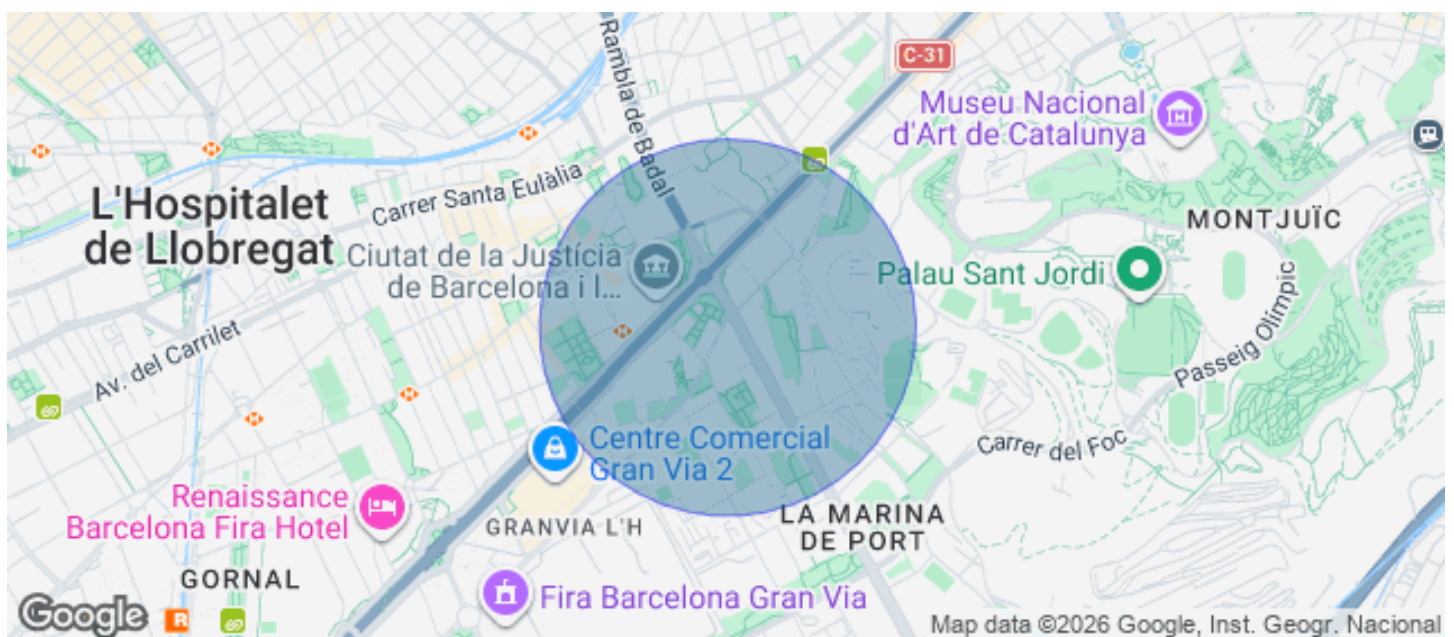 C-31
Rambla de Badal
Museu Nacional
d'Art de Catalunya
Carrer Santa Eulàlia
L'Hospitalet
de Llobregat
MONTJUÏC
Ciutat de la Justícia
de Barcelona i l...
Palau Sant Jordi
Passeig Olímpic
Av. del Carrilet
Centre Comercial
Gran Via 2
Carrer del Foc
Renaissance
Barcelona Fira Hotel
GRANVIA L'H
LA MARINA
DE PORT
GORNAL
Fira Barcelona Gran Via
Google
R
Map data ©2026 Google, Inst. Geogr. Nacional